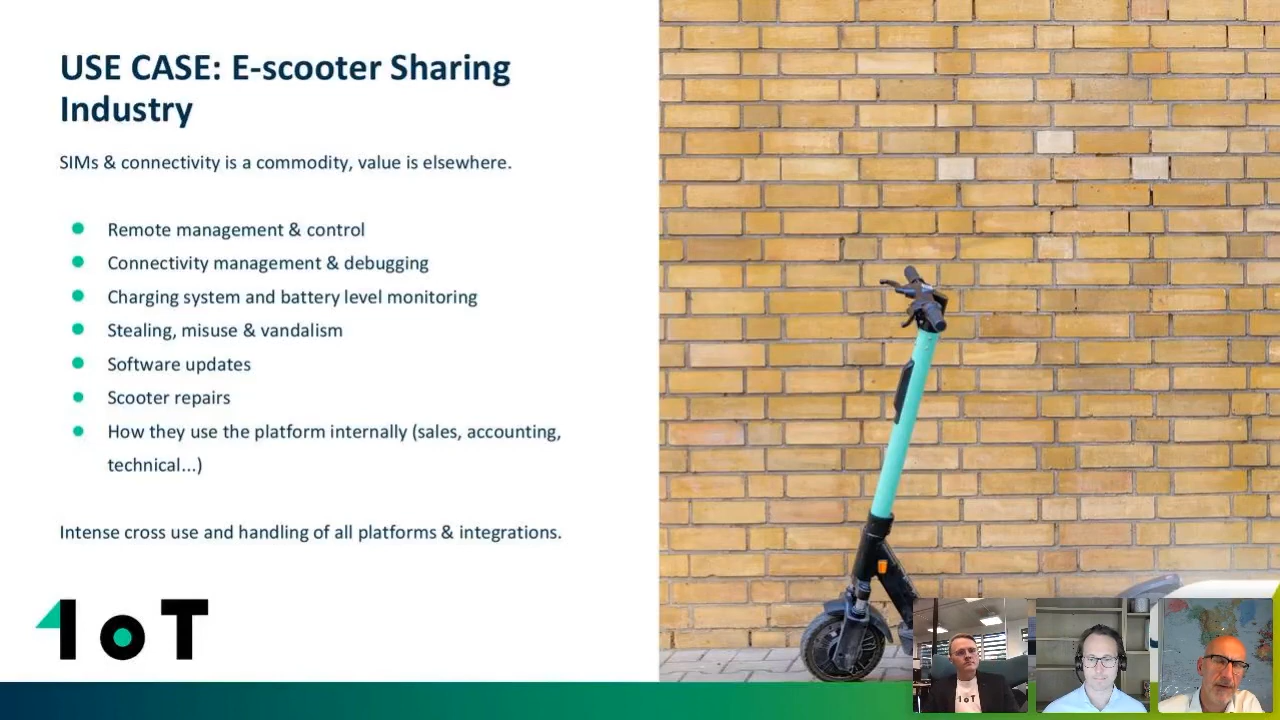 USE CASE: E-scooter Sharing
Industry
SIMs & connectivity is a commodity, value is elsewhere.
Remote management & control
Connectivity management & debugging
Charging system and battery level monitoring
Stealing, misuse & vandalism
Software updates
Scooter repairs
How they use the platform internally (sales, accounting,
technical...)
Intense cross use and handling of all platforms & integrations.
1oT
1oT